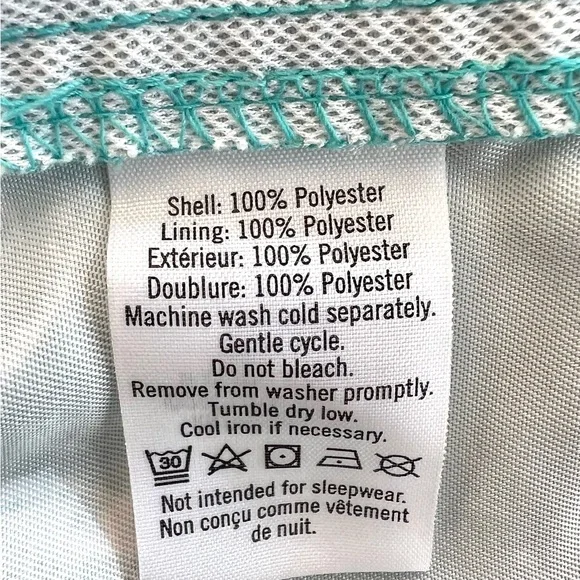 Shell: 100% Polyester
Lining: 100% Polyester
Extérieur: 100% Polyester
Doublure: 100% Polyester
Machine wash cold separately.
Gentle cycle.
Do not bleach.
Remove from washer promptly.
Tumble dry low.
Cool iron if necessary.
30
Not intended for sleepwear.
Non conçu comme vêtement
de nuit.